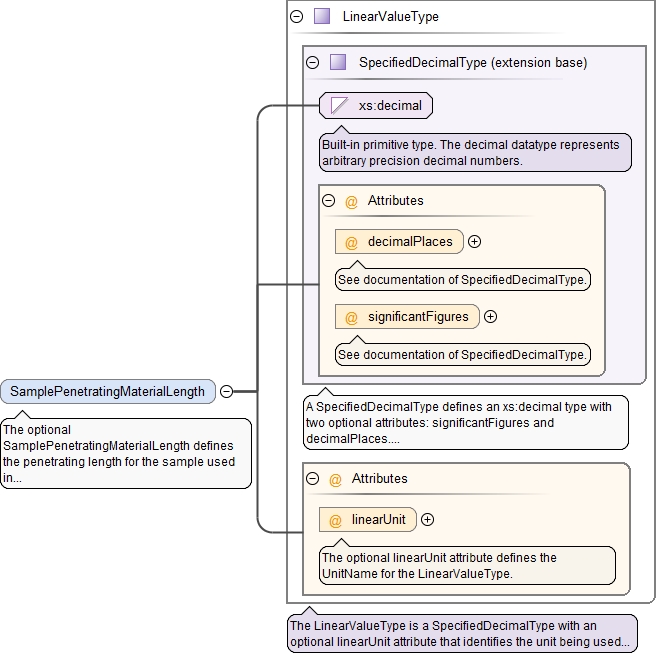 LinearValueType
SpecifiedDecimalType (extension base)
xs:decimal
Built-in primitive type. The decimal datatype represents
arbitrary precision decimal numbers.
@ Attributes
@ decimalPlaces
See documentation of SpecifiedDecimalType.
@ significantFigures
See documentation of SpecifiedDecimalType.
SamplePenetratingMaterialLength
The optional
SamplePenetratingMaterialLength defines
the penetrating length for the sample used
in...
A SpecifiedDecimalType defines an xs:decimal type with
two optional attributes: significantFigures and
decimalPlaces....
@ Attributes
@ linearUnit
The optional linearUnit attribute defines the
UnitName for the LinearValueType.
The LinearValueType is a SpecifiedDecimalType with an
optional linearUnit attribute that identifies the unit being used...